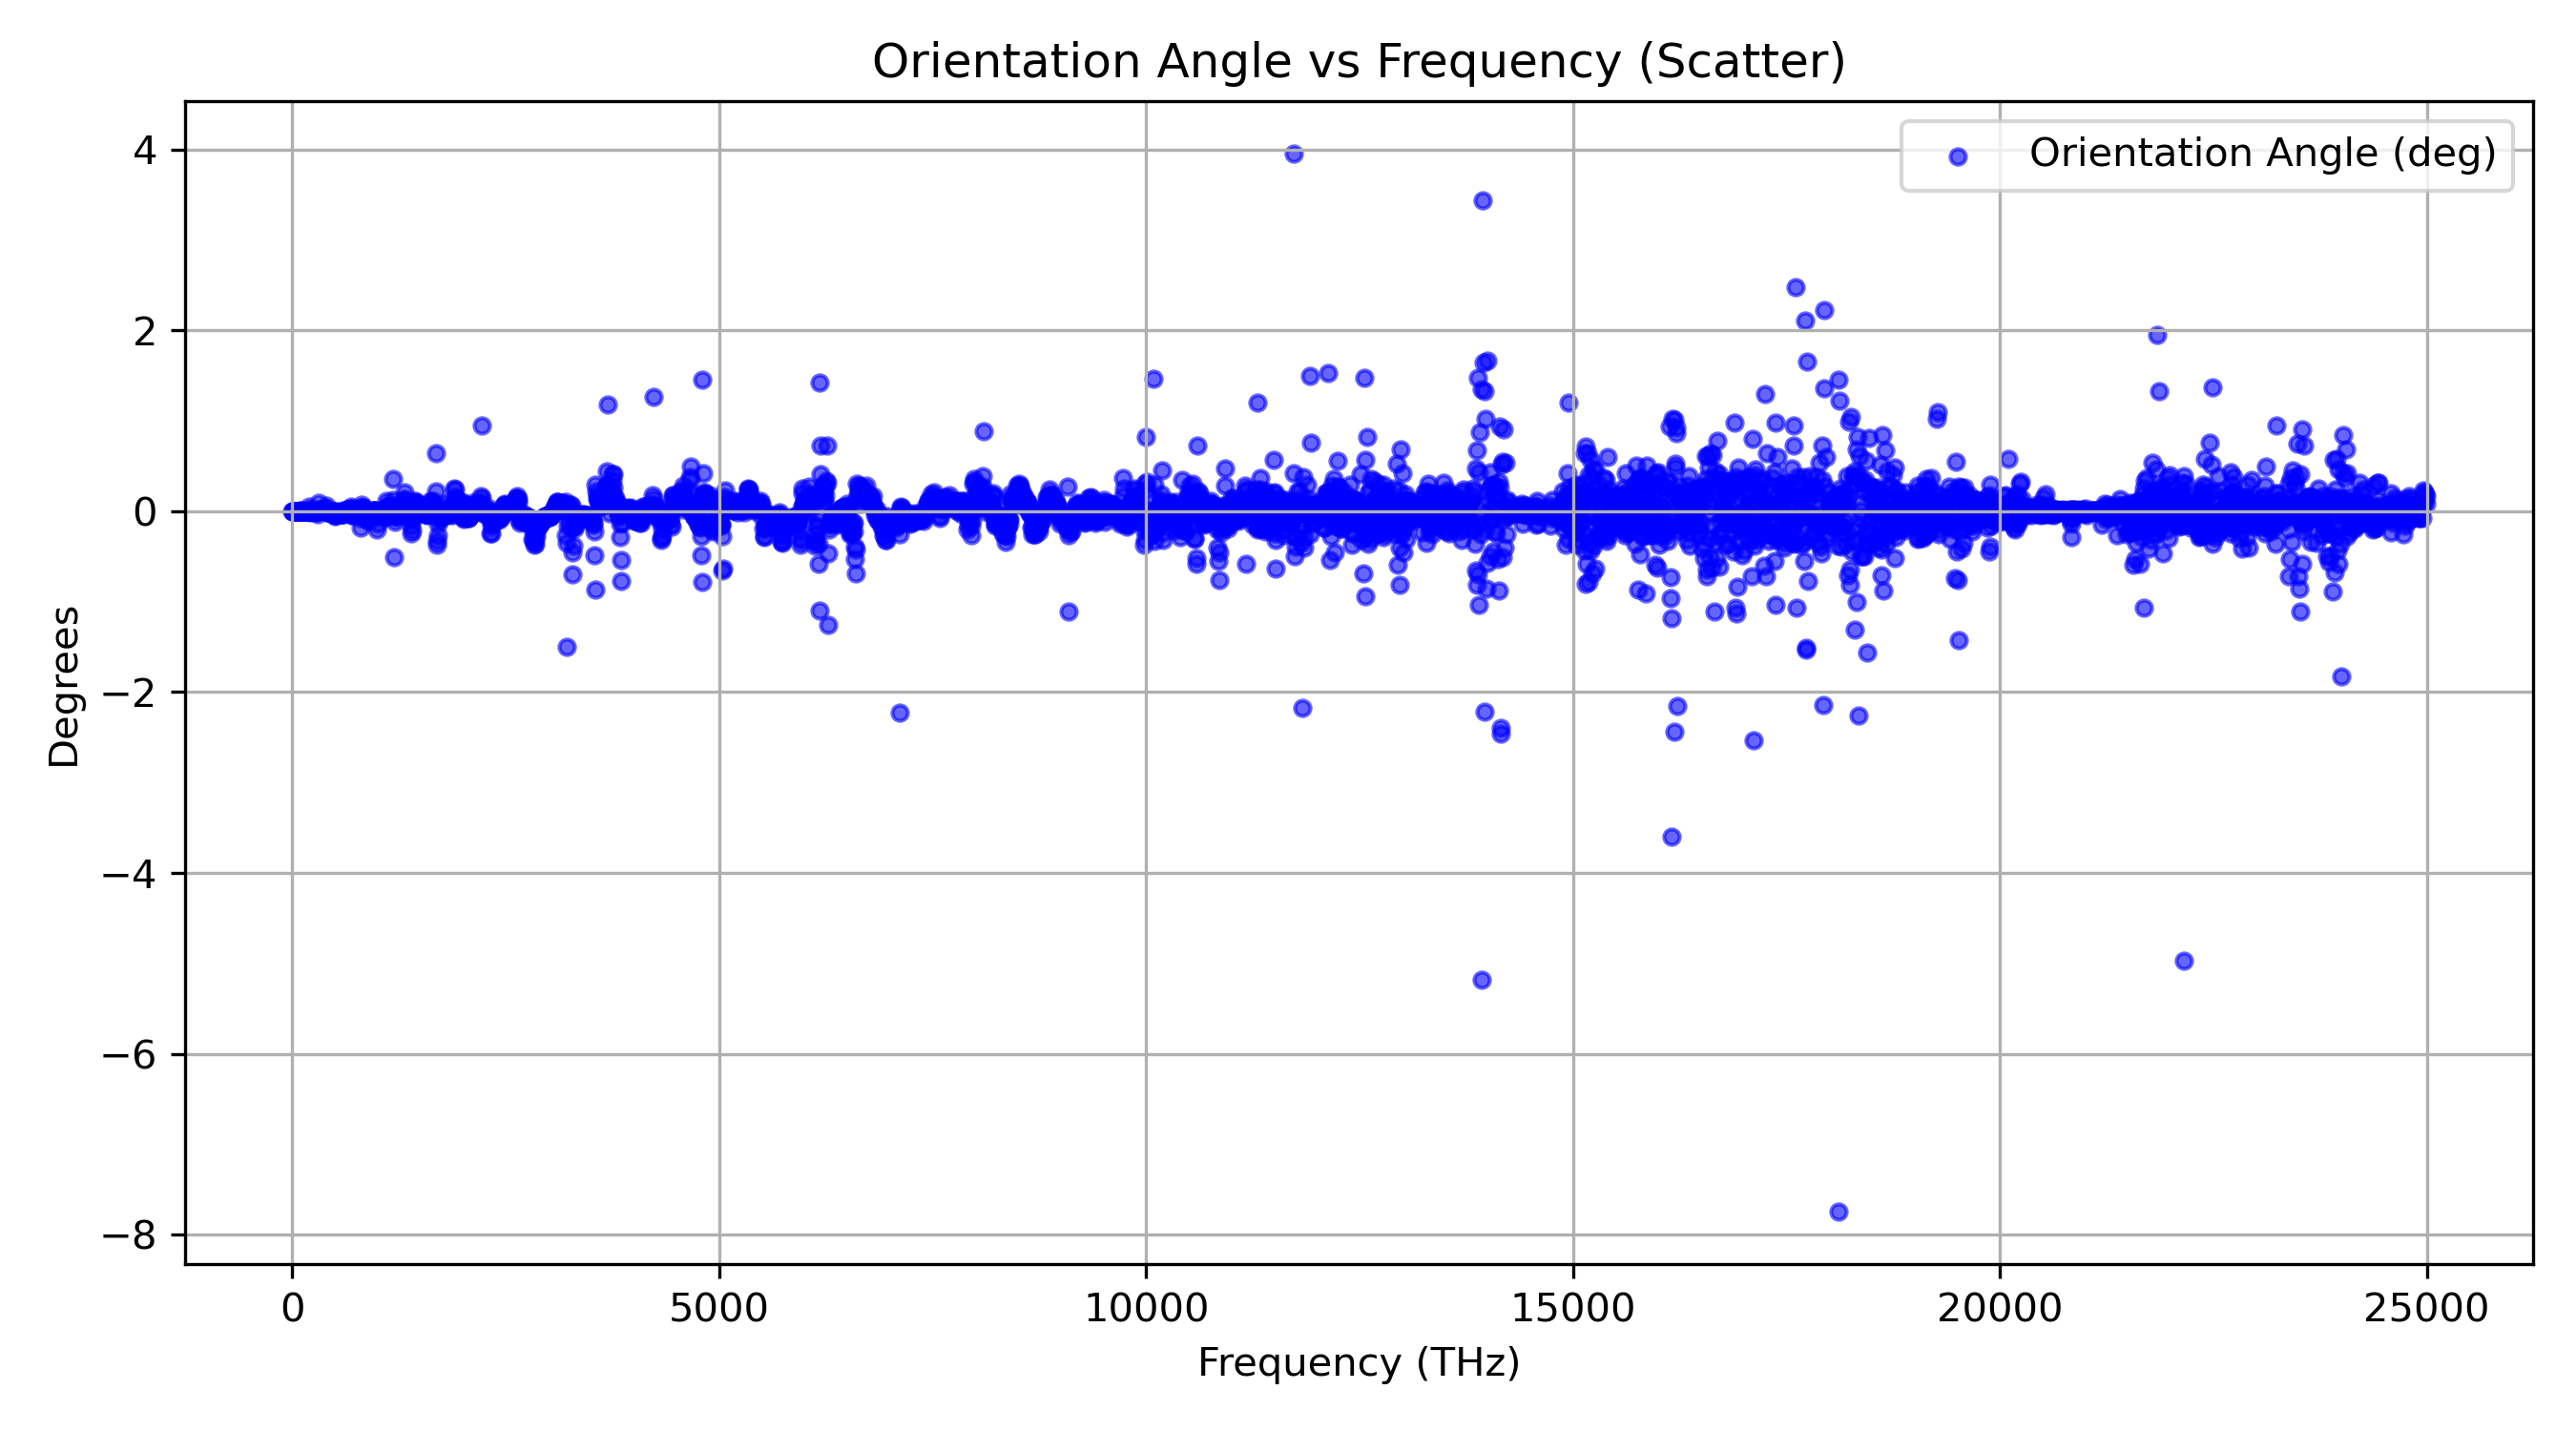 Orientation Angle vs Frequency (Scatter)
Orientation Angle (deg)
4
2
0
−2
−4
−6
−8
Degrees
0 5000 10000 15000 20000 25000
Frequency (THz)